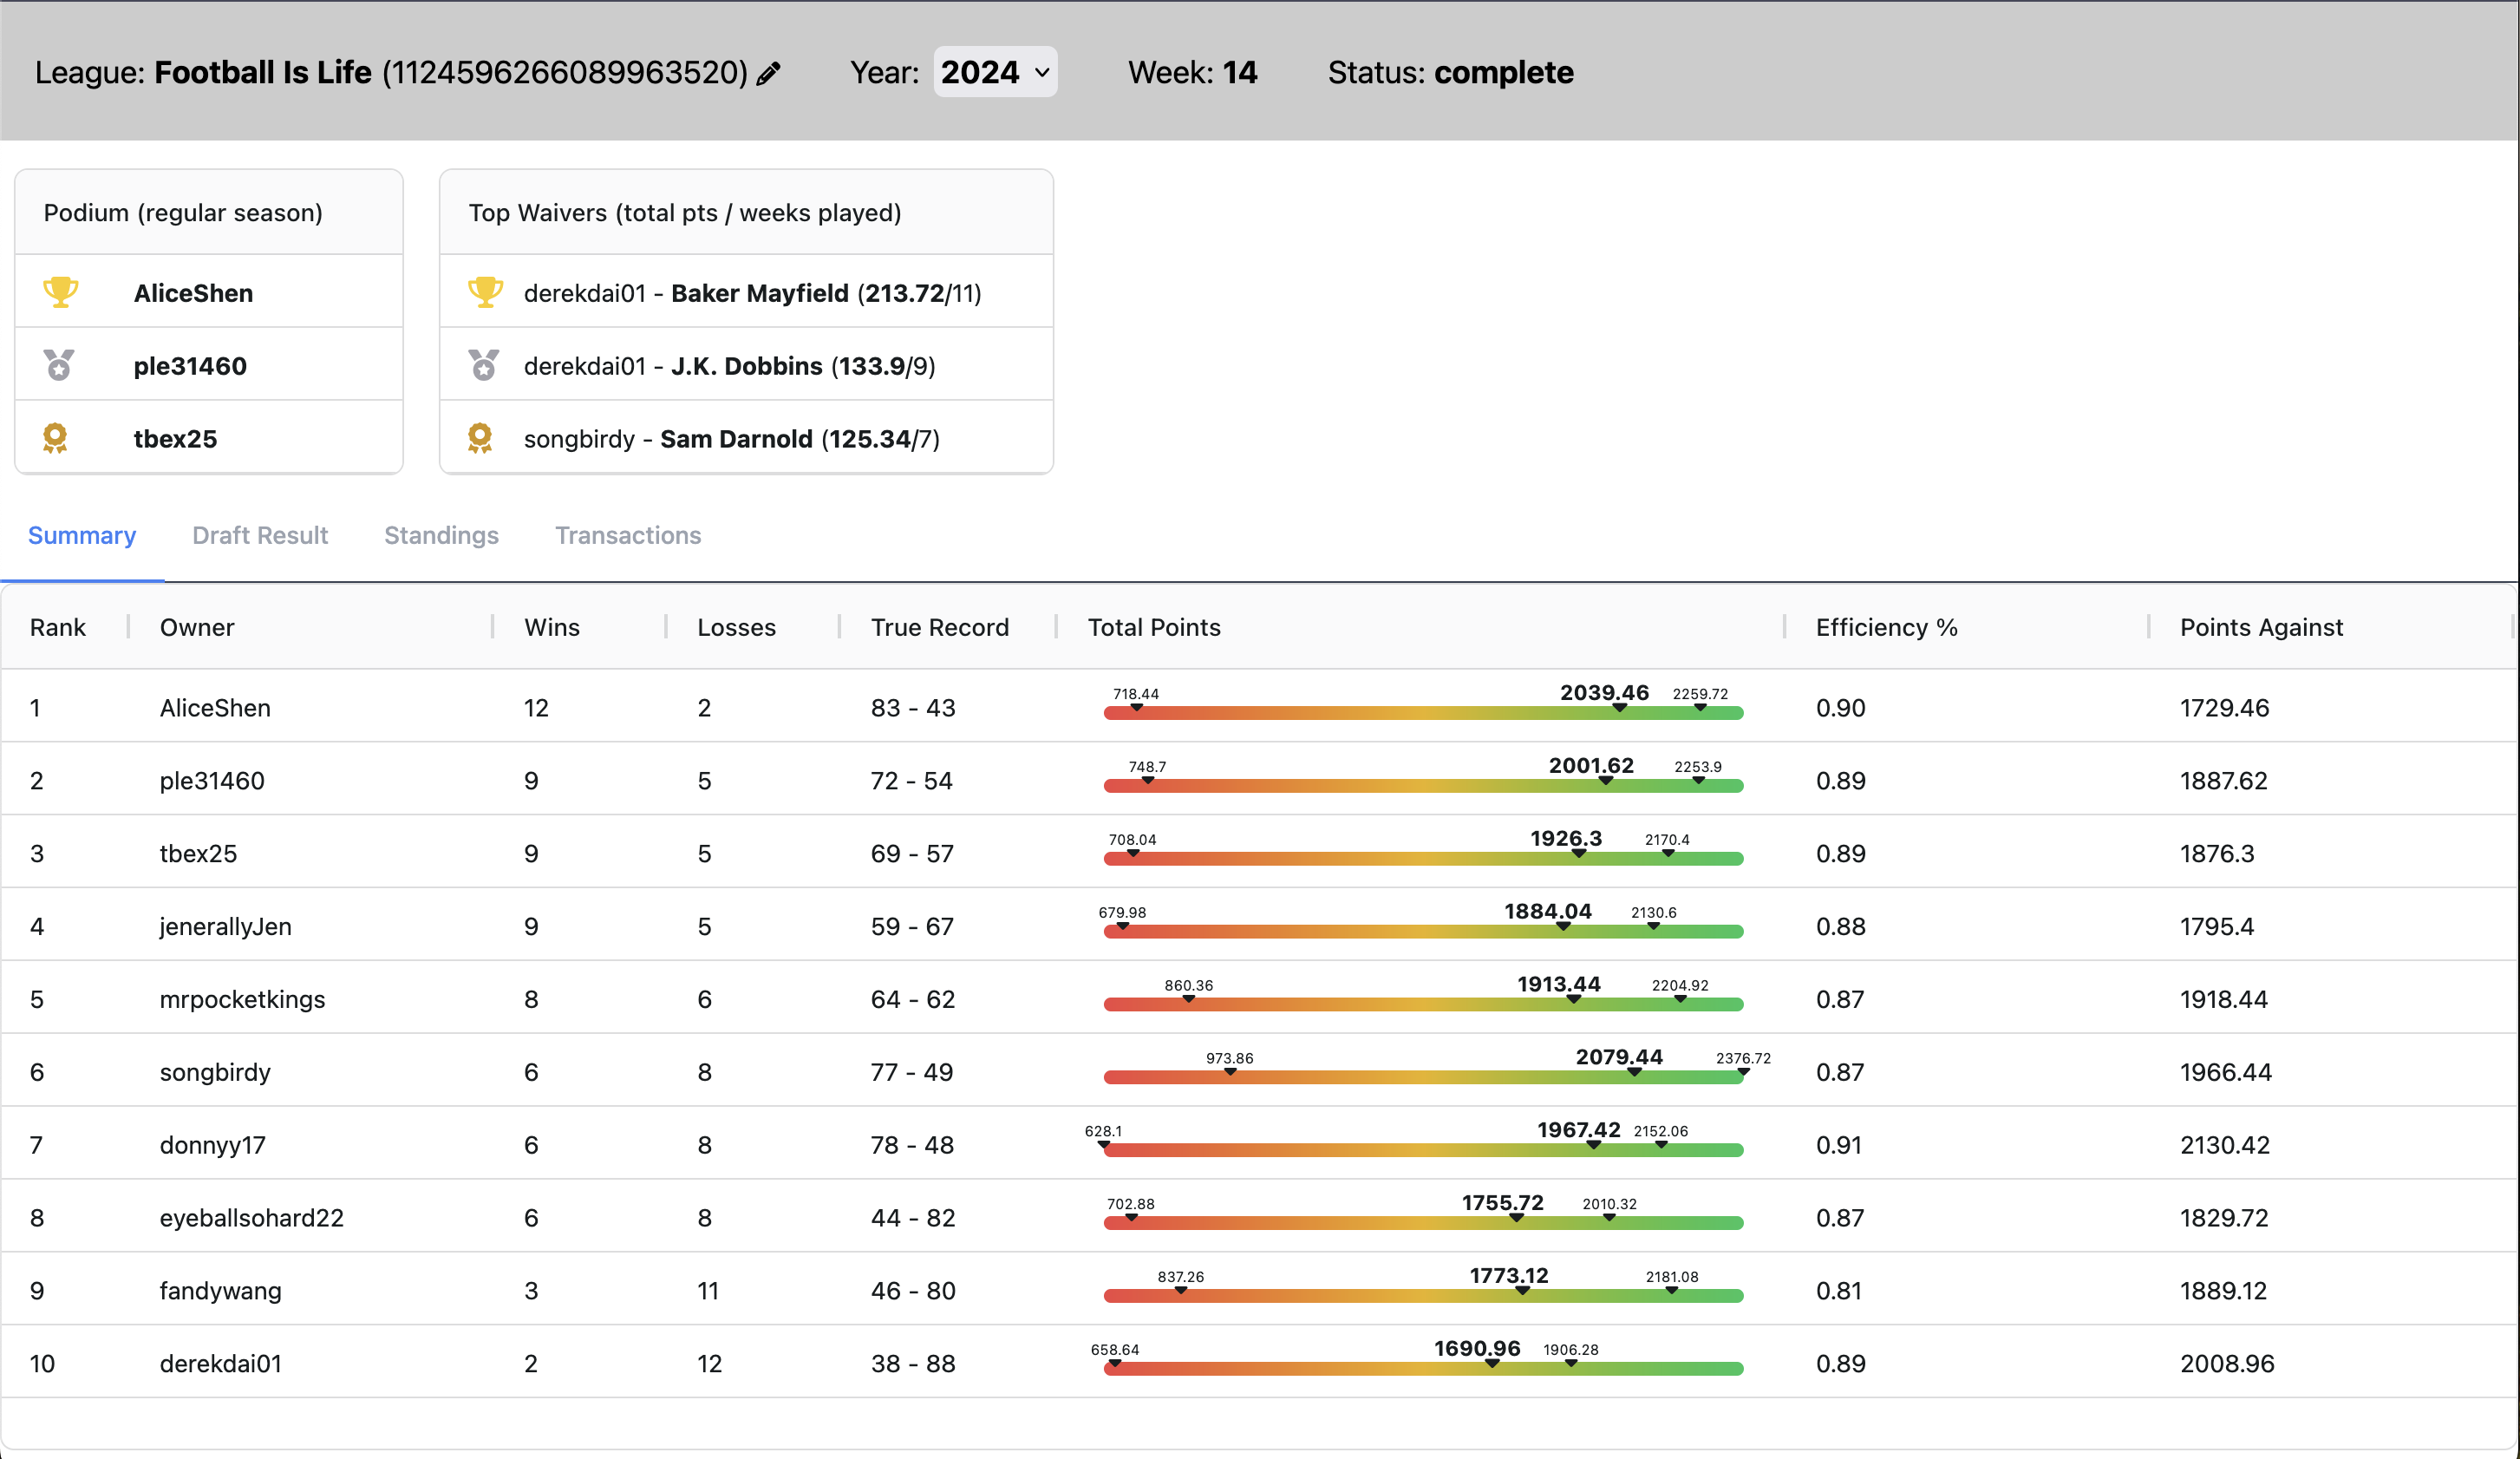 League: Football Is Life (1124596266089963520) Year: 2024 Week: 14 Status: complete
Podium (regular season)
AliceShen
ple31460
tbex25
Top Waivers (total pts / weeks played)
derekdai01 - Baker Mayfield (213.72/11)
derekdai01 - J.K. Dobbins (133.9/9)
songbirdy - Sam Darnold (125.34/7)
Summary Draft Result Standings Transactions
Rank Owner Wins Losses True Record Total Points Efficiency % Points Against
1 AliceShen 12 2 83 - 43 718.44 2039.46 2259.72 0.90 1729.46
2 ple31460 9 5 72 - 54 748.7 2001.62 2253.9 0.89 1887.62
3 tbex25 9 5 69 - 57 708.04 1926.3 2170.4 0.89 1876.3
4 jenerallyJen 9 5 59 - 67 679.98 1884.04 2130.6 0.88 1795.4
5 mrpocketkings 8 6 64 - 62 860.36 1913.44 2204.92 0.87 1918.44
6 songbirdy 6 8 77 - 49 973.86 2079.44 2376.72 0.87 1966.44
7 donnyy17 6 8 78 - 48 628.1 1967.42 2152.06 0.91 2130.42
8 eyeballsohard22 6 8 44 - 82 702.88 1755.72 2010.32 0.87 1829.72
9 fandywang 3 11 46 - 80 837.26 1773.12 2181.08 0.81 1889.12
10 derekdai01 2 12 38 - 88 658.64 1690.96 1906.28 0.89 2008.96